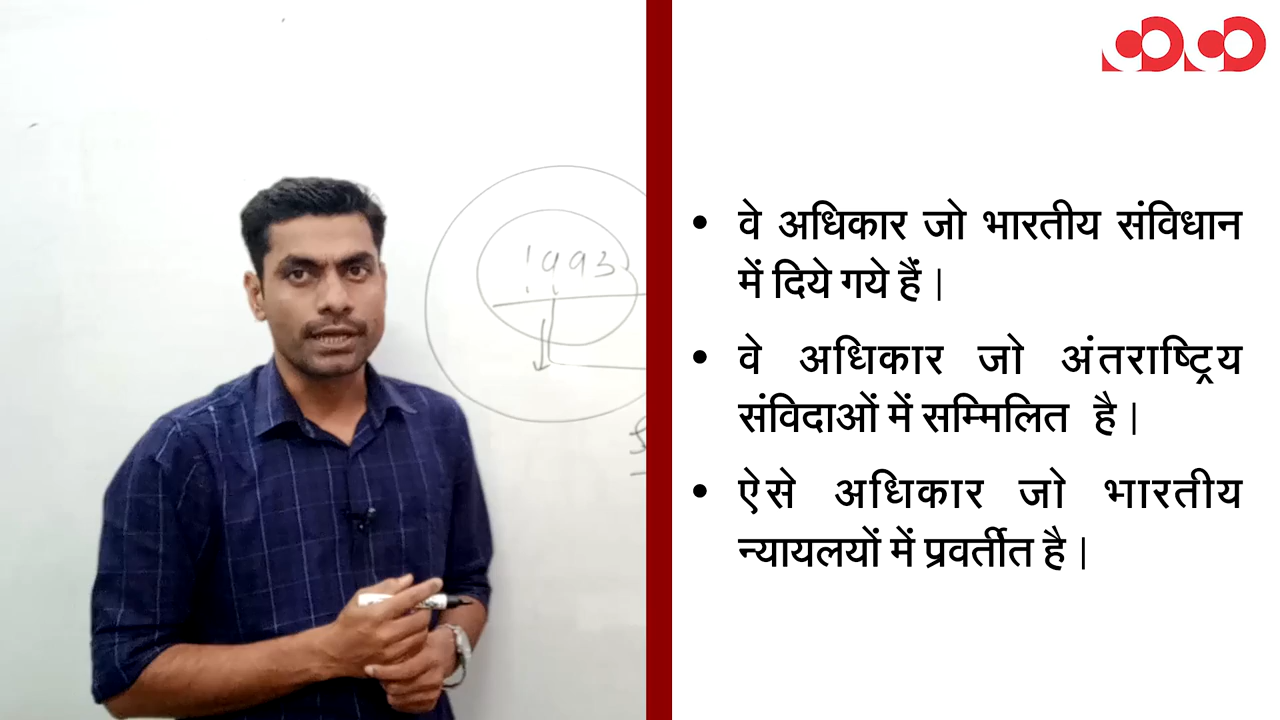 1993
• वे अधिकार जो भारतीय संविधान
में दिये गये हैं |
• वे अधिकार जो अंतराष्ट्रिय
संविदाओं में सम्मिलित है |
• ऐसे अधिकार जो भारतीय
न्यायलयों में प्रवर्तीत है |